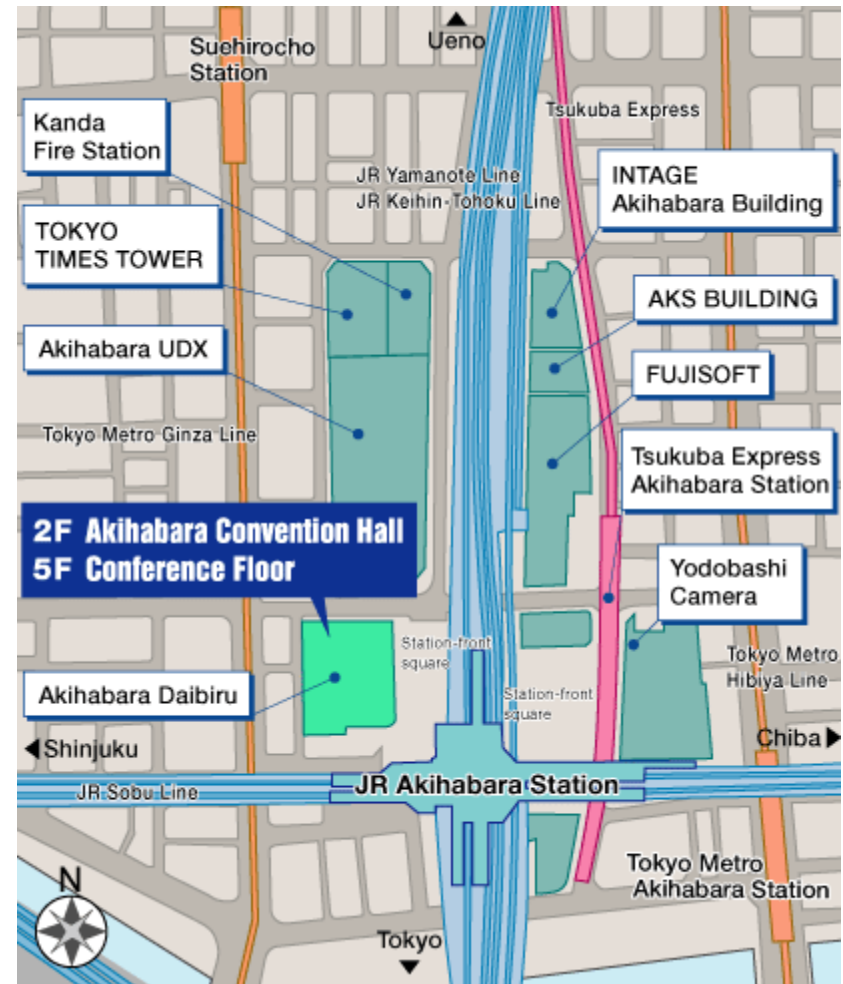 Ueno
Suehirocho
Station
Tsukuba Express
Kanda
Fire Station
JR Yamanote Line
JR Keihin-Tohoku Line
INTAGE
Akihabara Building
TOKYO
TIMES TOWER
AKS BUILDING
Akihabara UDX
FUJISOFT
Tokyo Metro Ginza Line
Tsukuba Express
Akihabara Station
2F Akihabara Convention Hall
5F Conference Floor
Yodobashi
Camera
Station-front
square
Tokyo Metro
Hibiya Line
Akihabara Daibiru
Station-front
square
Shinjuku
Chiba
JR Sobu Line
JR Akihabara Station
Tokyo Metro
Akihabara Station
N
Tokyo